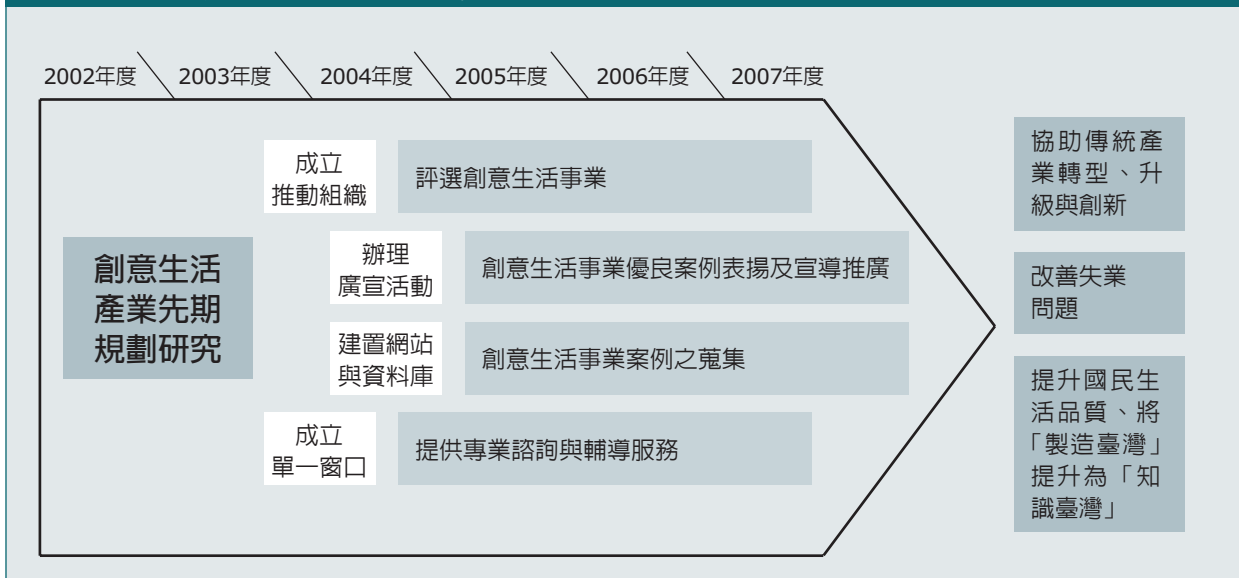 2002年度
2003年度
2004年度
2005年度
2006年度
2007年度
創意生活
產業先期
規劃研究
成立
推動組織
評選創意生活事業
辦理
廣宣活動
創意生活事業優良案例表揚及宣導推廣
建置網站
與資料庫
創意生活事業案例之蒐集
成立
單一窗口
提供專業諮詢與輔導服務
協助傳統產
業轉型、升
級與創新
改善失業
問題
提升國民生
活品質、將
「製造臺灣」
提升為「知
識臺灣」